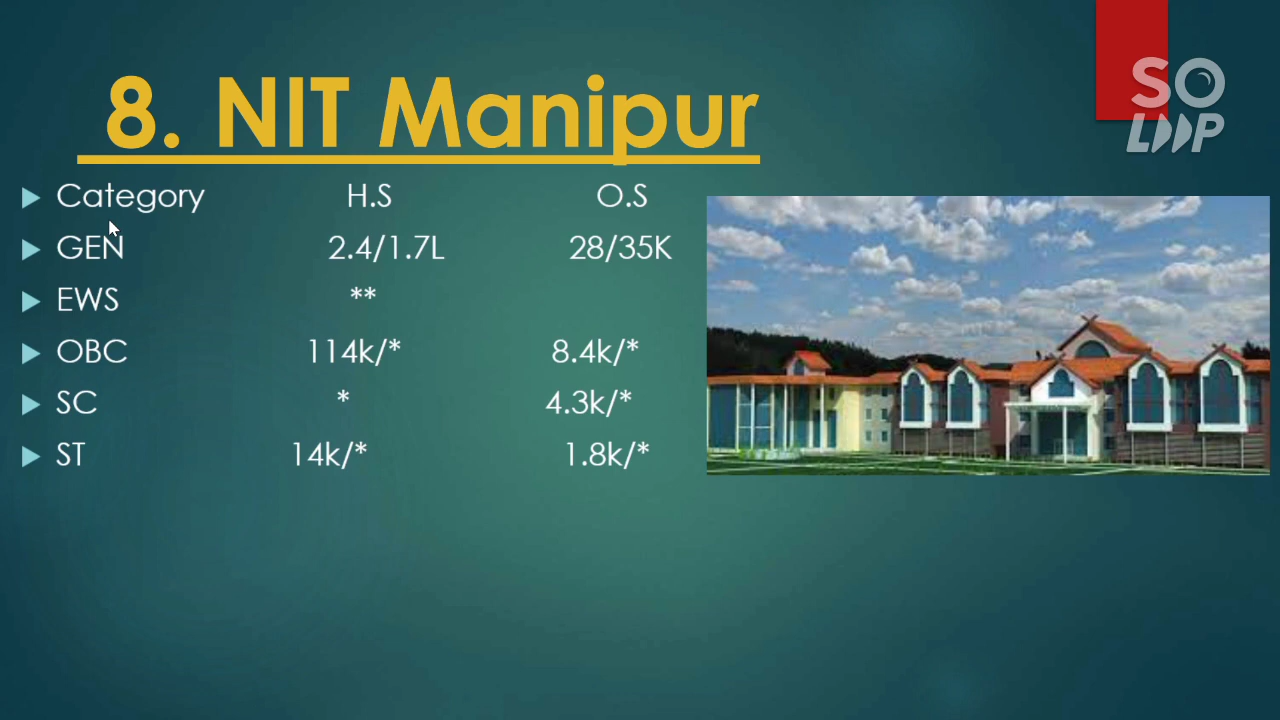 8. NIT Manipur
SO
LOOP
Category H.S O.S
GEN 2.4/1.7L 28/35K
EWS **
OBC 114k/* 8.4k/*
SC * 4.3k/*
ST 14k/* 1.8k/*